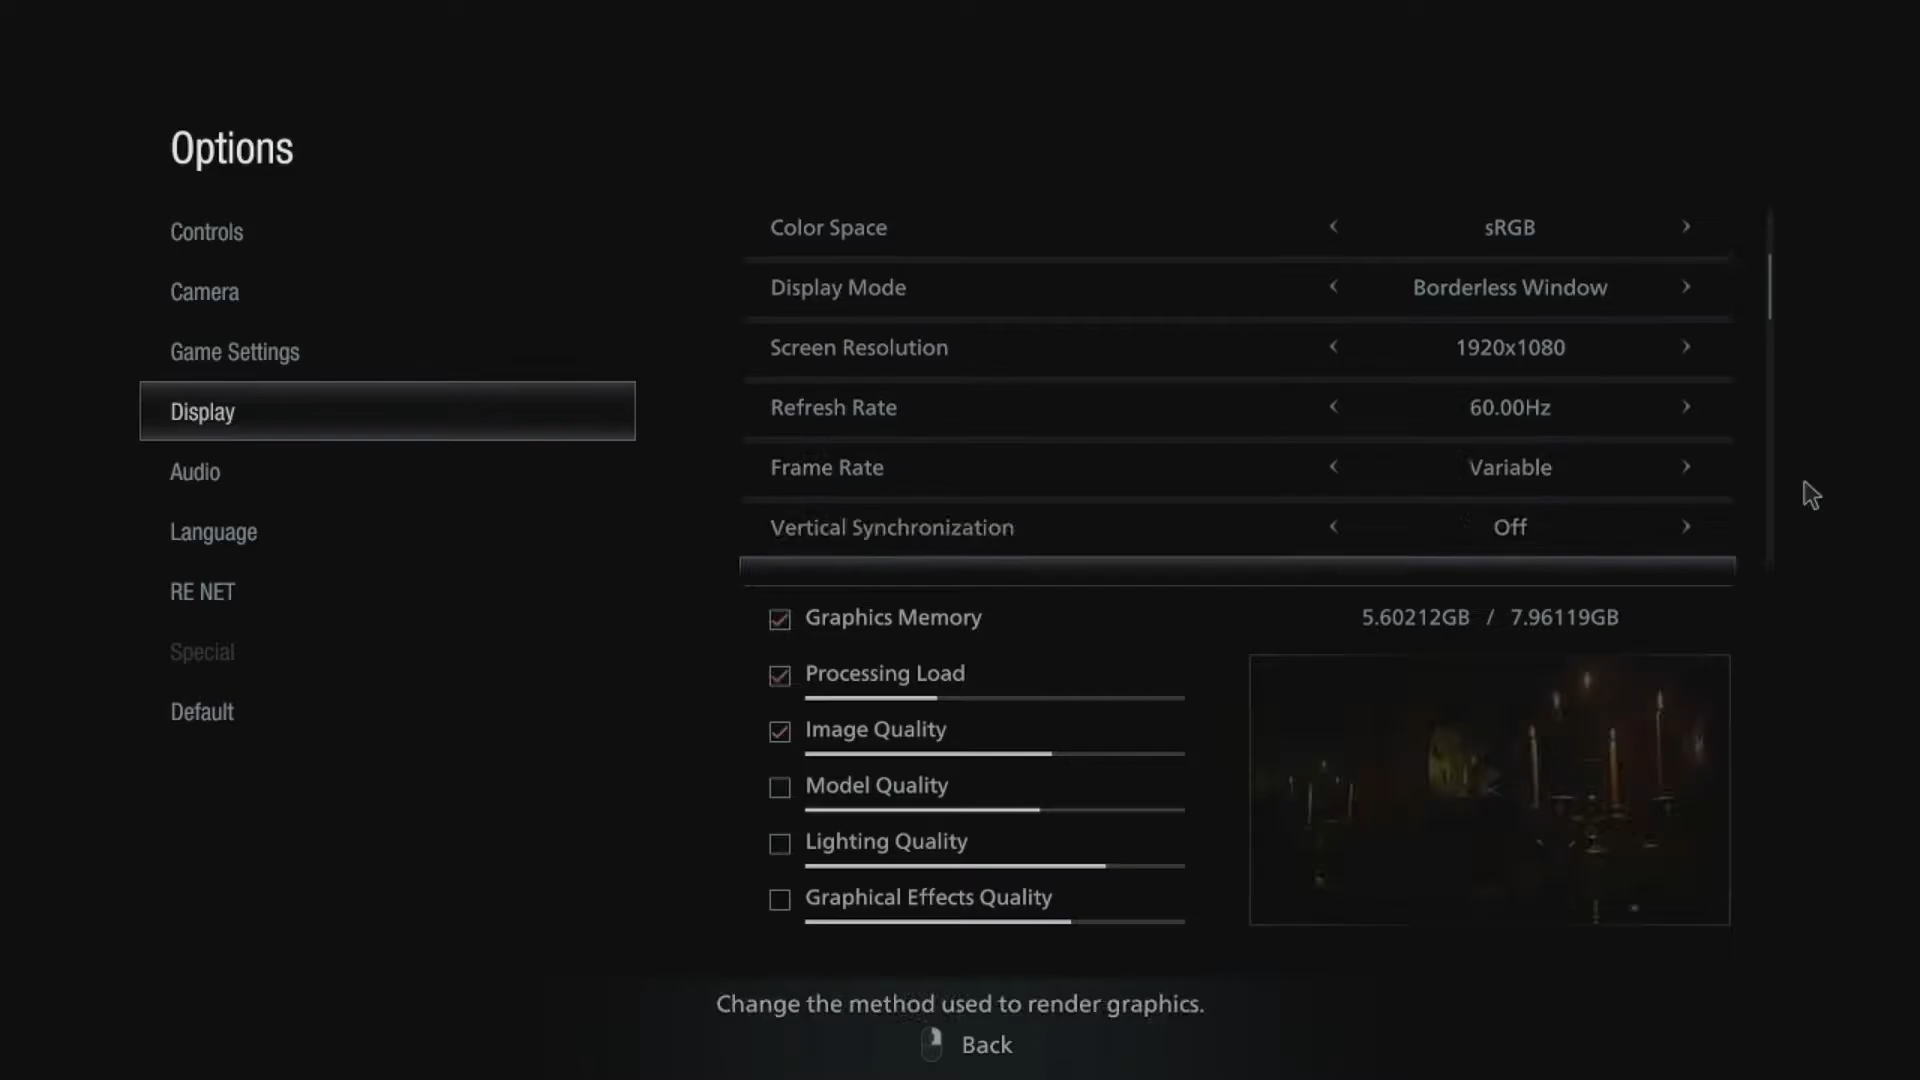 Options
Controls
Camera
Game Settings
Display
Audio
Language
RE NET
Special
Default
Color Space < sRGB >
Display Mode < Borderless Window >
Screen Resolution < 1920x1080 >
Refresh Rate < 60.00Hz >
Frame Rate < Variable >
Vertical Synchronization < Off >
Graphics Memory 5.60212GB / 7.96119GB
Processing Load
Image Quality
Model Quality
Lighting Quality
Graphical Effects Quality
Change the method used to render graphics.
Back